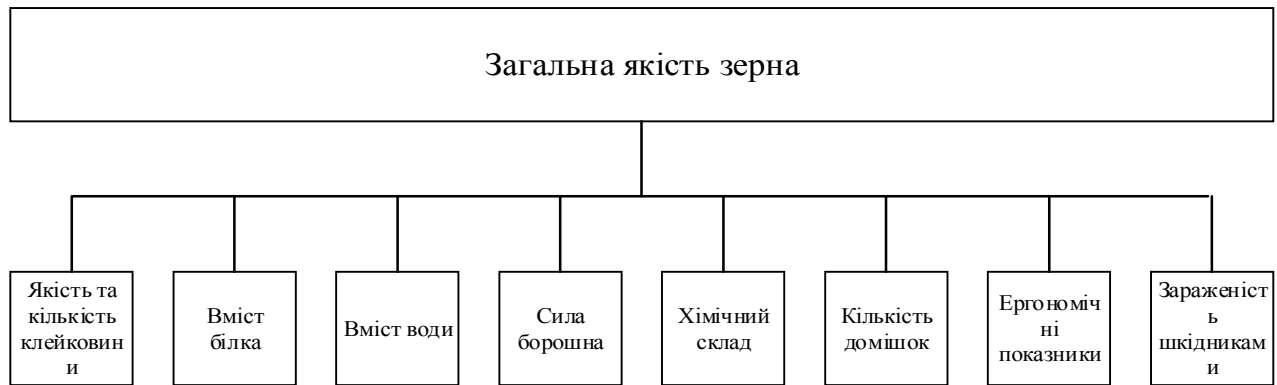 Загальна якість зерна
Якість та
кількість
клейковин
и
Вміст
білка
Вміст води
Сила
борошна
Хімічний
склад
Кількість
домішок
Ергономіч
ні
показники
Зараженіст
ь
шкідникам
и